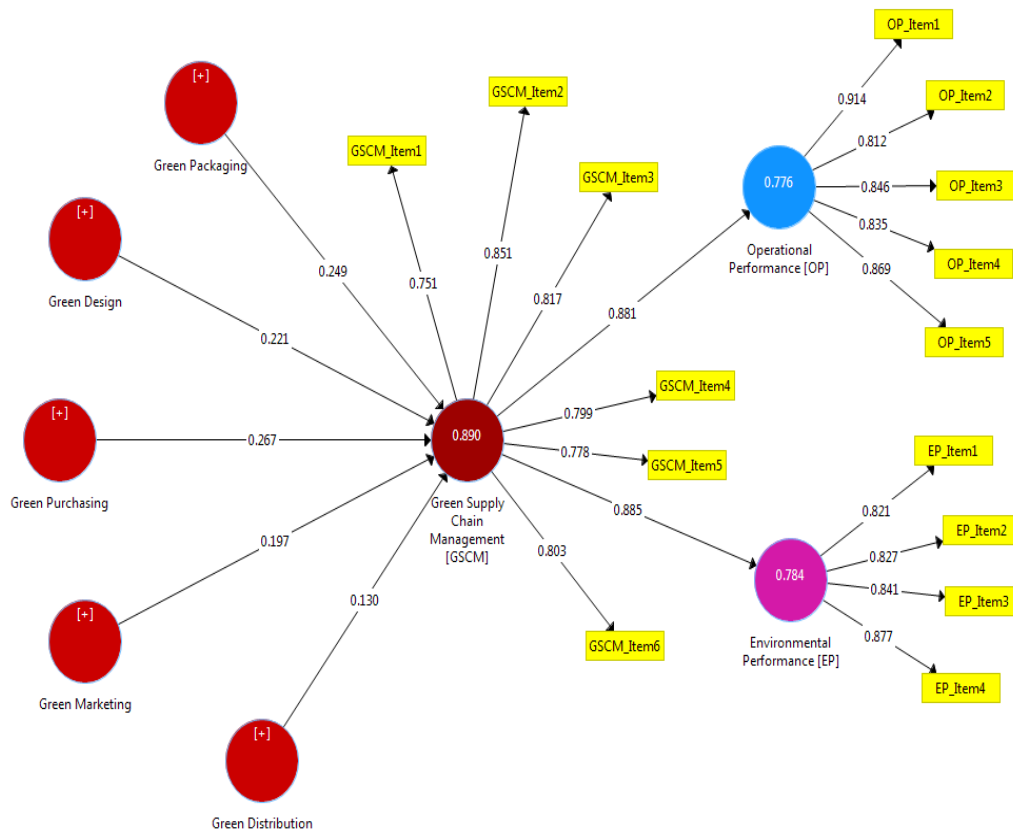 OP_Item1
[+]
GSCM_Item2
OP_Item2
0.914
0.812
GSCM_Item1
Green Packaging
GSCM_Item3
0.776
0.846
OP_Item3
[+]
0.835
Operational
Performance [OP]
0.851
OP_Item4
0.249
0.869
0.751
0.817
Green Design
0.881
0.221
OP_Item5
GSCM_Item4
[+]
0.799
0.890
0.267
0.778
EP_Item1
GSCM_Item5
Green Purchasing
Green Supply
Chain
Management
[GSCM]
0.885
0.821
EP_Item2
0.197
0.803
0.827
0.784
0.841
0.130
EP_Item3
[+]
0.877
GSCM_Item6
Environmental
Performance [EP]
EP_Item4
Green Marketing
[+]
Green Distribution